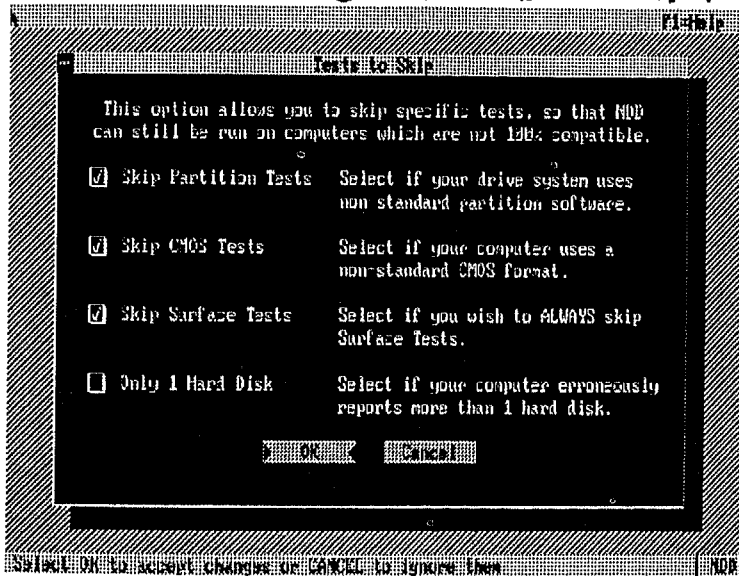 F1=Help
Tests to Skip
This option allows you to skip specific tests, so that NDD
can still be run on computers which are not 100% compatible.
[√] Skip Partition Tests Select if your drive system uses
non standard partition software.
[√] Skip CMOS Tests Select if your computer uses a
non-standard CMOS format.
[√] Skip Surface Tests Select if you wish to ALWAYS skip
Surface Tests.
[ ] Only 1 Hard Disk Select if your computer erroneously
reports more than 1 hard disk.
OK Cancel
Select OK to accept changes or CANCEL to ignore them | NDD